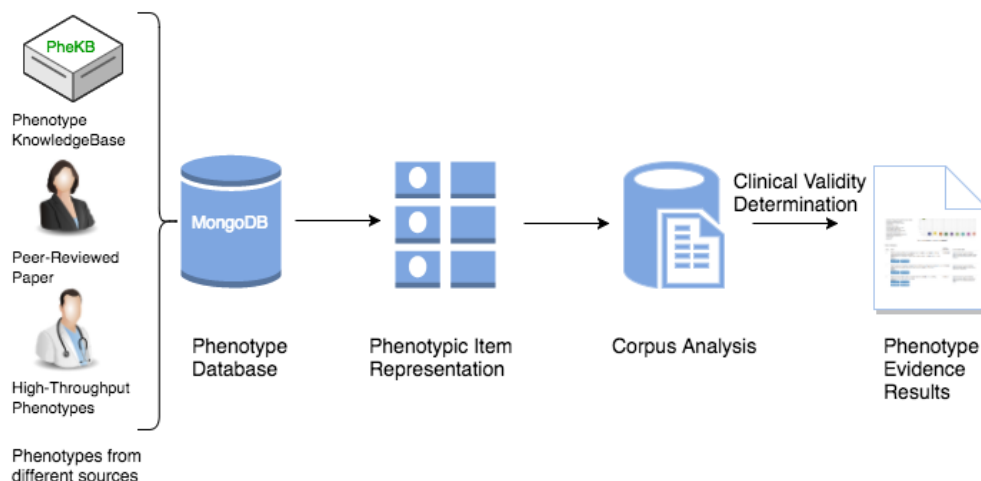 PheKB
Phenotype
KnowledgeBase
Peer-Reviewed
Paper
High-Throughput
Phenotypes
Phenotypes from
different sources
MongoDB
Phenotype
Database
Phenotypic Item
Representation
Corpus Analysis
Clinical Validity
Determination
Phenotype
Evidence
Results